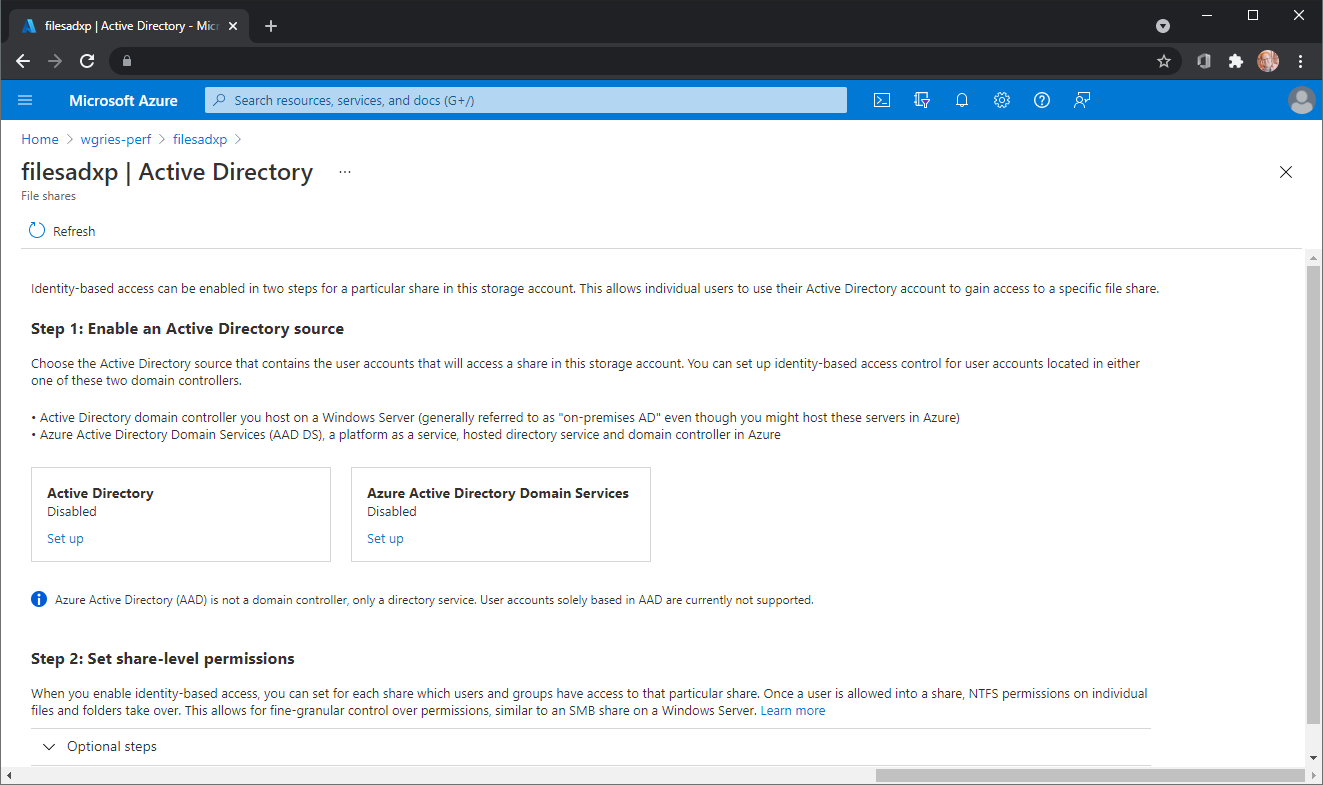 filesadxp | Active Directory - Micr
Microsoft Azure
Search resources, services, and docs (G+/)
Home > wgries-perf > filesadxp >
filesadxp | Active Directory ...
File shares
Refresh
Identity-based access can be enabled in two steps for a particular share in this storage account. This allows individual users to use their Active Directory account to gain access to a specific file share.
Step 1: Enable an Active Directory source
Choose the Active Directory source that contains the user accounts that will access a share in this storage account. You can set up identity-based access control for user accounts located in either
one of these two domain controllers.
• Active Directory domain controller you host on a Windows Server (generally referred to as "on-premises AD" even though you might host these servers in Azure)
• Azure Active Directory Domain Services (AAD DS), a platform as a service, hosted directory service and domain controller in Azure
Active Directory
Disabled
Set up
Azure Active Directory Domain Services
Disabled
Set up
Azure Active Directory (AAD) is not a domain controller, only a directory service. User accounts solely based in AAD are currently not supported.
Step 2: Set share-level permissions
When you enable identity-based access, you can set for each share which users and groups have access to that particular share. Once a user is allowed into a share, NTFS permissions on individual
files and folders take over. This allows for fine-granular control over permissions, similar to an SMB share on a Windows Server. Learn more
Optional steps